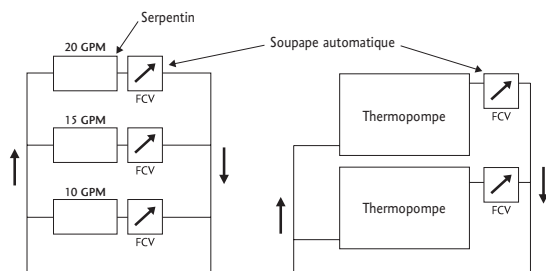 Serpentin
20 GPM
Soupape automatique
FCV
FCV
15 GPM
Thermopompe
FCV
10 GPM
Thermopompe
FCV
FCV